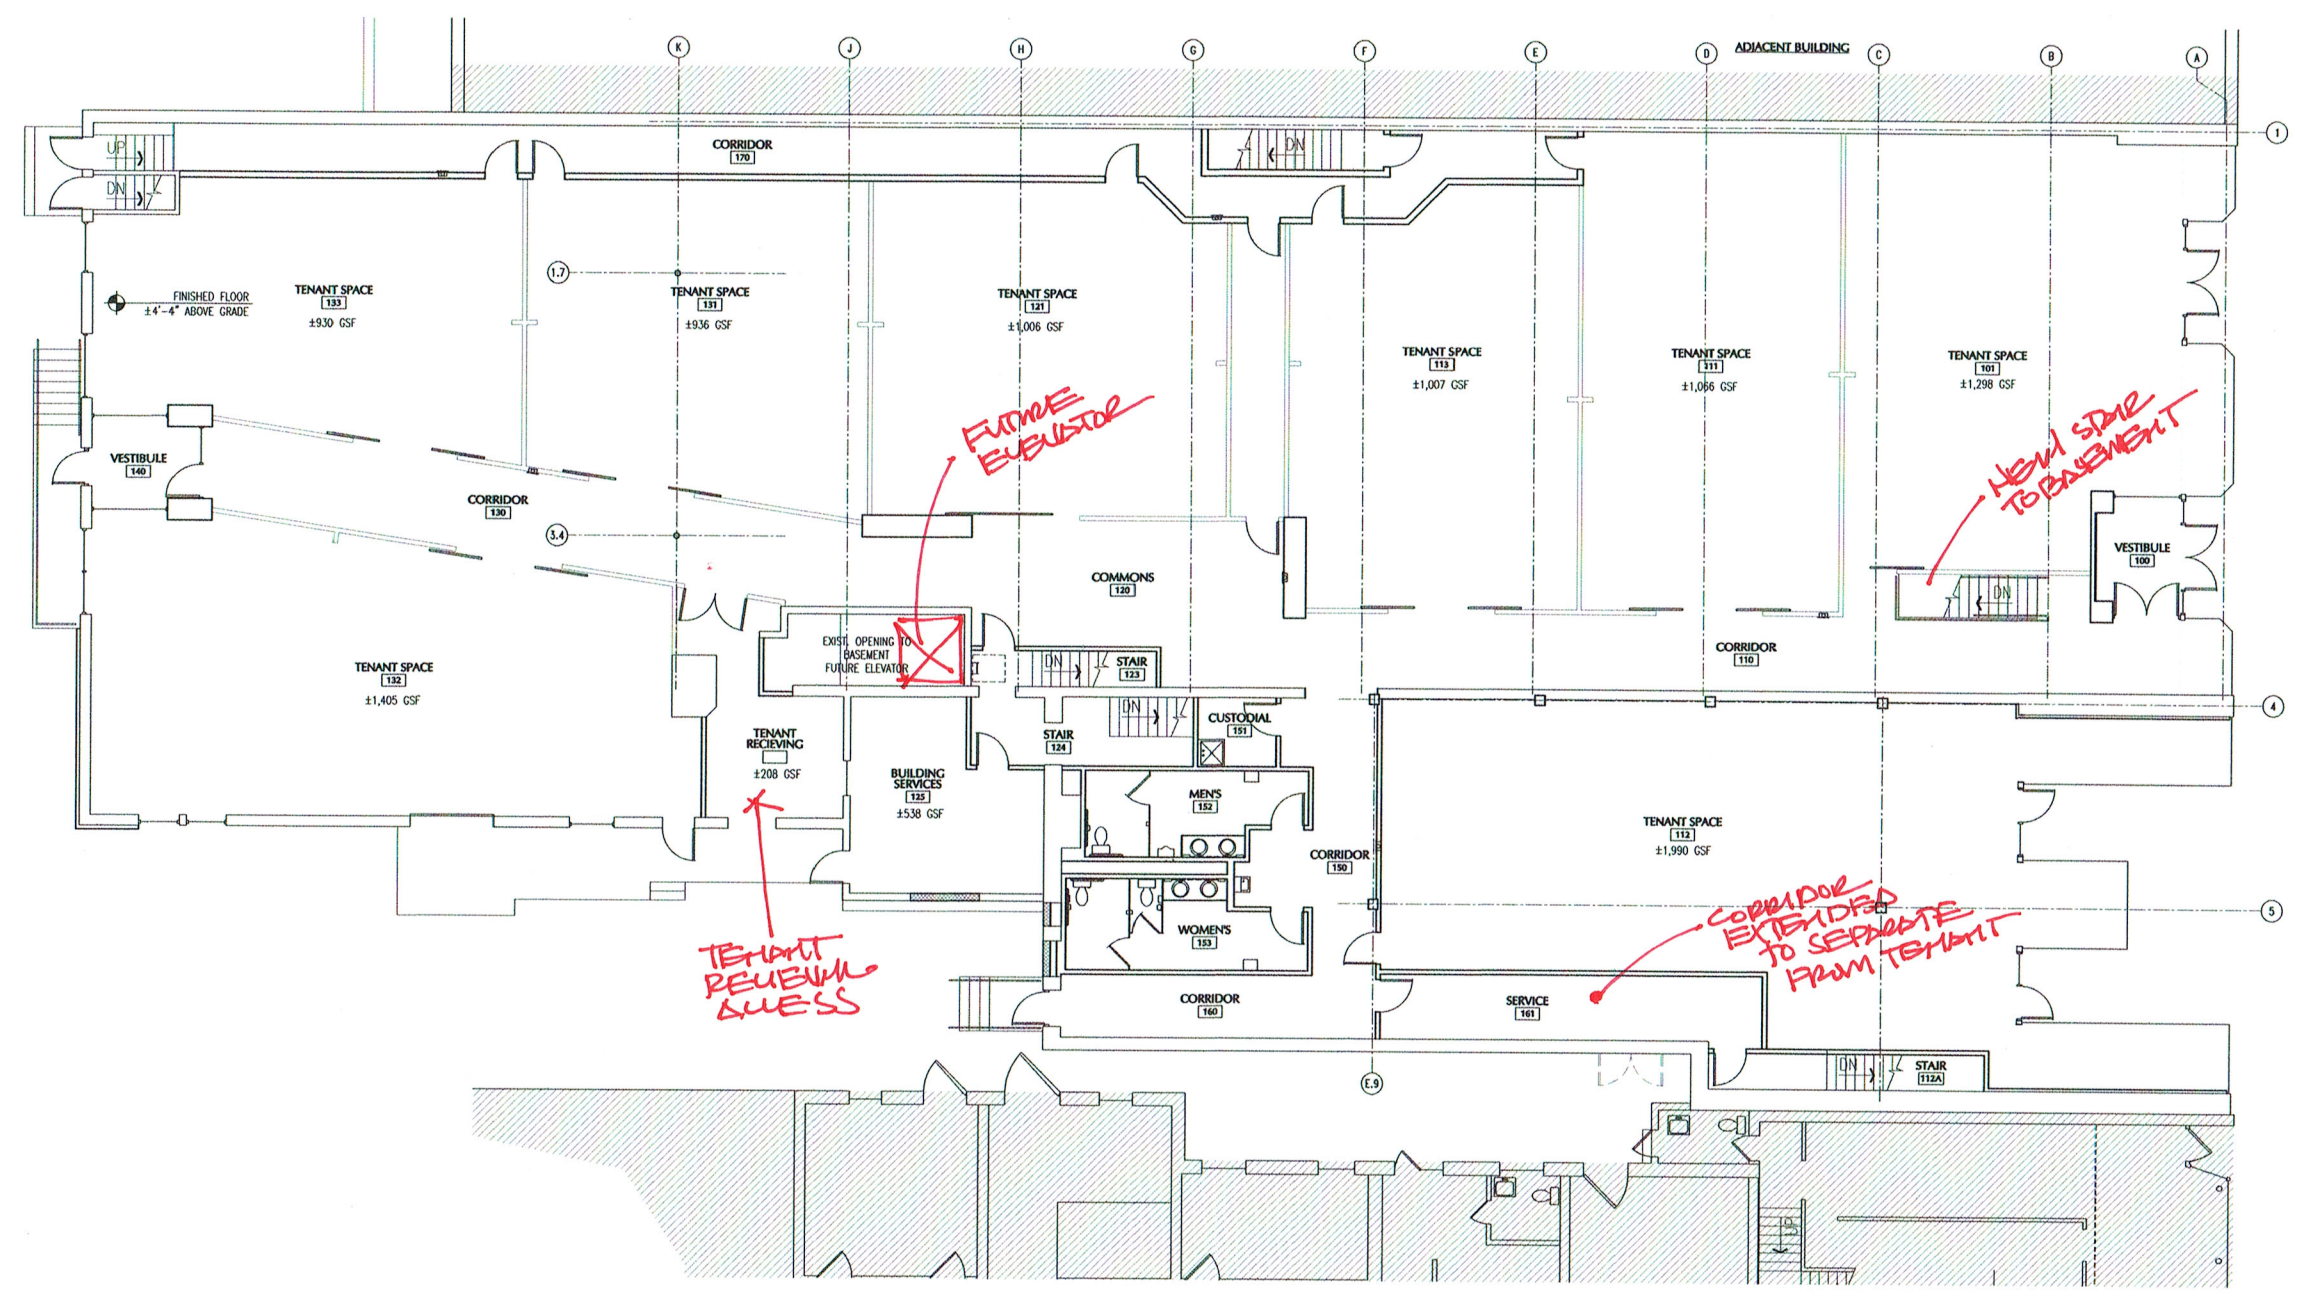 K
J
H
G
F
E
D
C
B
A
ADJACENT BUILDING
1
UP
DN
CORRIDOR
170
DN
1.7
FINISHED FLOOR
±4'-4" ABOVE GRADE
TENANT SPACE
133
±930 GSF
TENANT SPACE
131
±936 GSF
TENANT SPACE
121
±1,006 GSF
TENANT SPACE
113
±1,007 GSF
TENANT SPACE
111
±1,066 GSF
TENANT SPACE
101
±1,298 GSF
FUTURE
ELEVATOR
NEW STAIR
TO BASEMENT
VESTIBULE
140
CORRIDOR
130
3.4
COMMONS
120
VESTIBULE
100
DN
EXIST. OPENING TO
BASEMENT
FUTURE ELEVATOR
DN
STAIR
123
CORRIDOR
110
TENANT SPACE
132
±1,405 GSF
4
DN
STAIR
124
CUSTODIAL
151
TENANT
RECIEVING
±208 GSF
BUILDING
SERVICES
125
±538 GSF
MEN'S
152
CORRIDOR
150
TENANT SPACE
112
±1,990 GSF
WOMEN'S
153
5
TENANT
RECIEVING
ACCESS
CORRIDOR
EXTENDED
TO SEPARATE
FROM TENANT
CORRIDOR
160
SERVICE
161
DN
STAIR
112A
E.9
UP